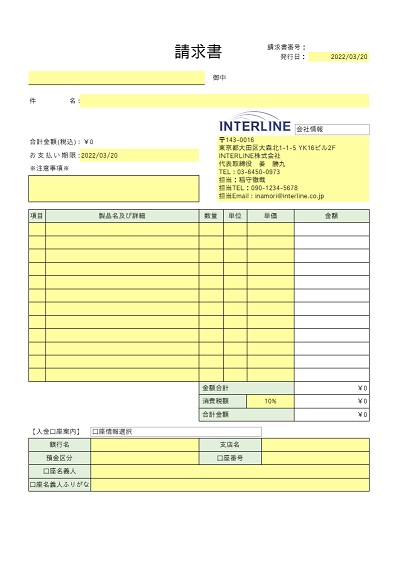 請求書
請求書番号：
発行日： 2022/03/20
御中
件 名：
INTERLINE 会社情報
〒143-0016
東京都大田区大森北1-1-5 YK16ビル2F
INTERLINE株式会社
代表取締役 姜 勝九
TEL：03-6450-0973
担当：稲守徹哉
担当TEL：090-1234-5678
担当Email：inamori@interline.co.jp
合計金額(税込)： ¥0
お支払い期限：2022/03/20
※注意事項※
項目 製品名及び詳細 数量 単位 単価 金額
金額合計 ¥0
消費税額 10% ¥0
合計金額 ¥0
【入金口座案内】 口座情報選択
銀行名 支店名
預金区分 口座番号
口座名義人
口座名義人ふりがな